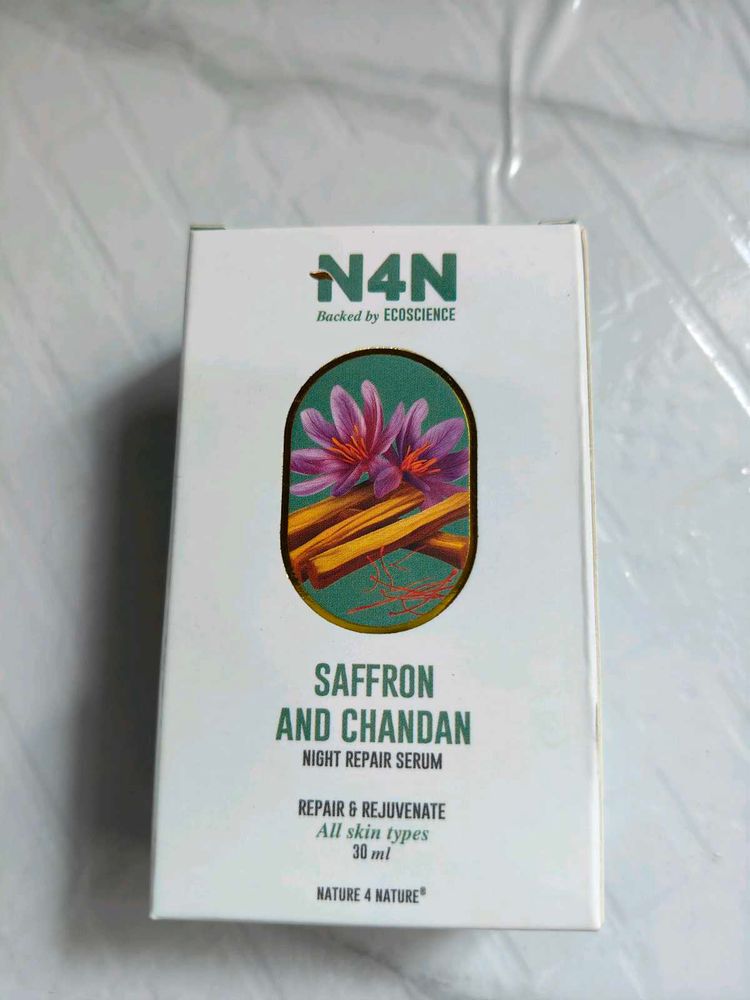 N4N
Backed by ECOSCIENCE
SAFFRON
AND CHANDAN
NIGHT REPAIR SERUM
REPAIR & REJUVENATE
All skin types
30 ml
NATURE 4 NATURE®